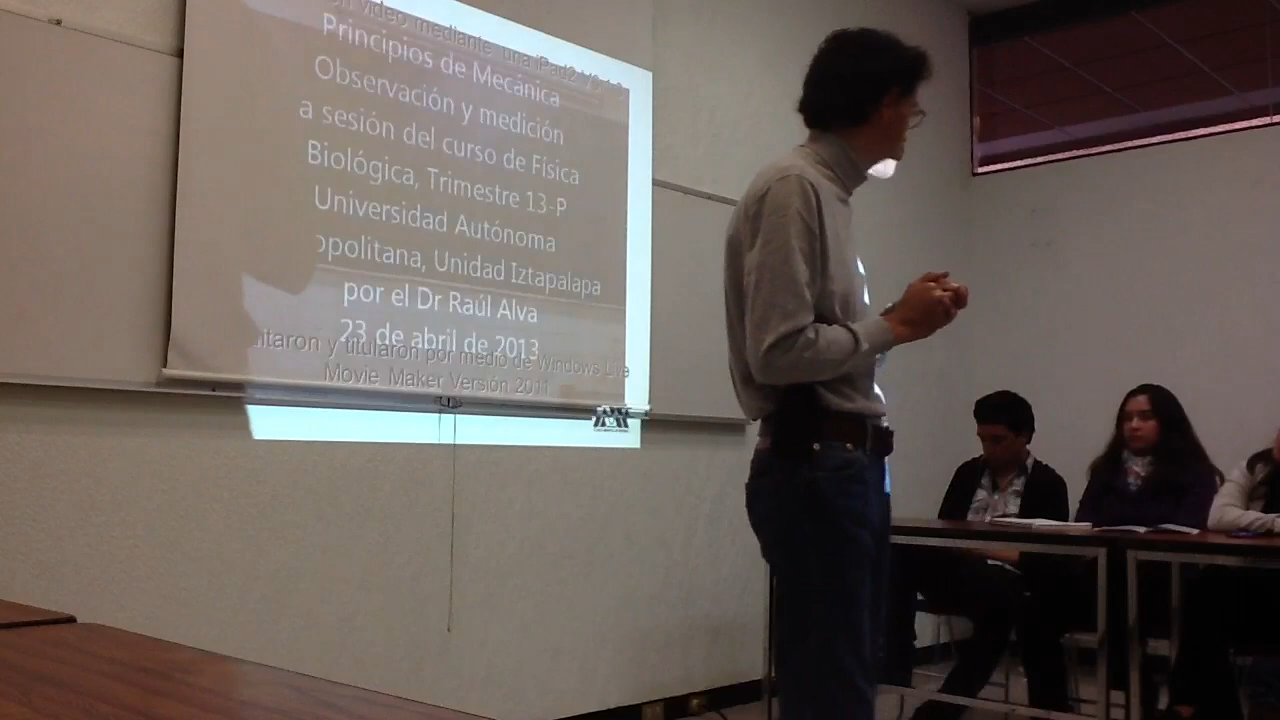 video mediante una iPad2
Principios de Mecánica
Observación y medición
a sesión del curso de Física
Biológica, Trimestre 13-P
Universidad Autónoma
opolitana, Unidad Iztapalapa
por el Dr Raúl Alva
23 de abril de 2013
itaron y titularon por medio de Windows Live
Movie Maker Versión 2011